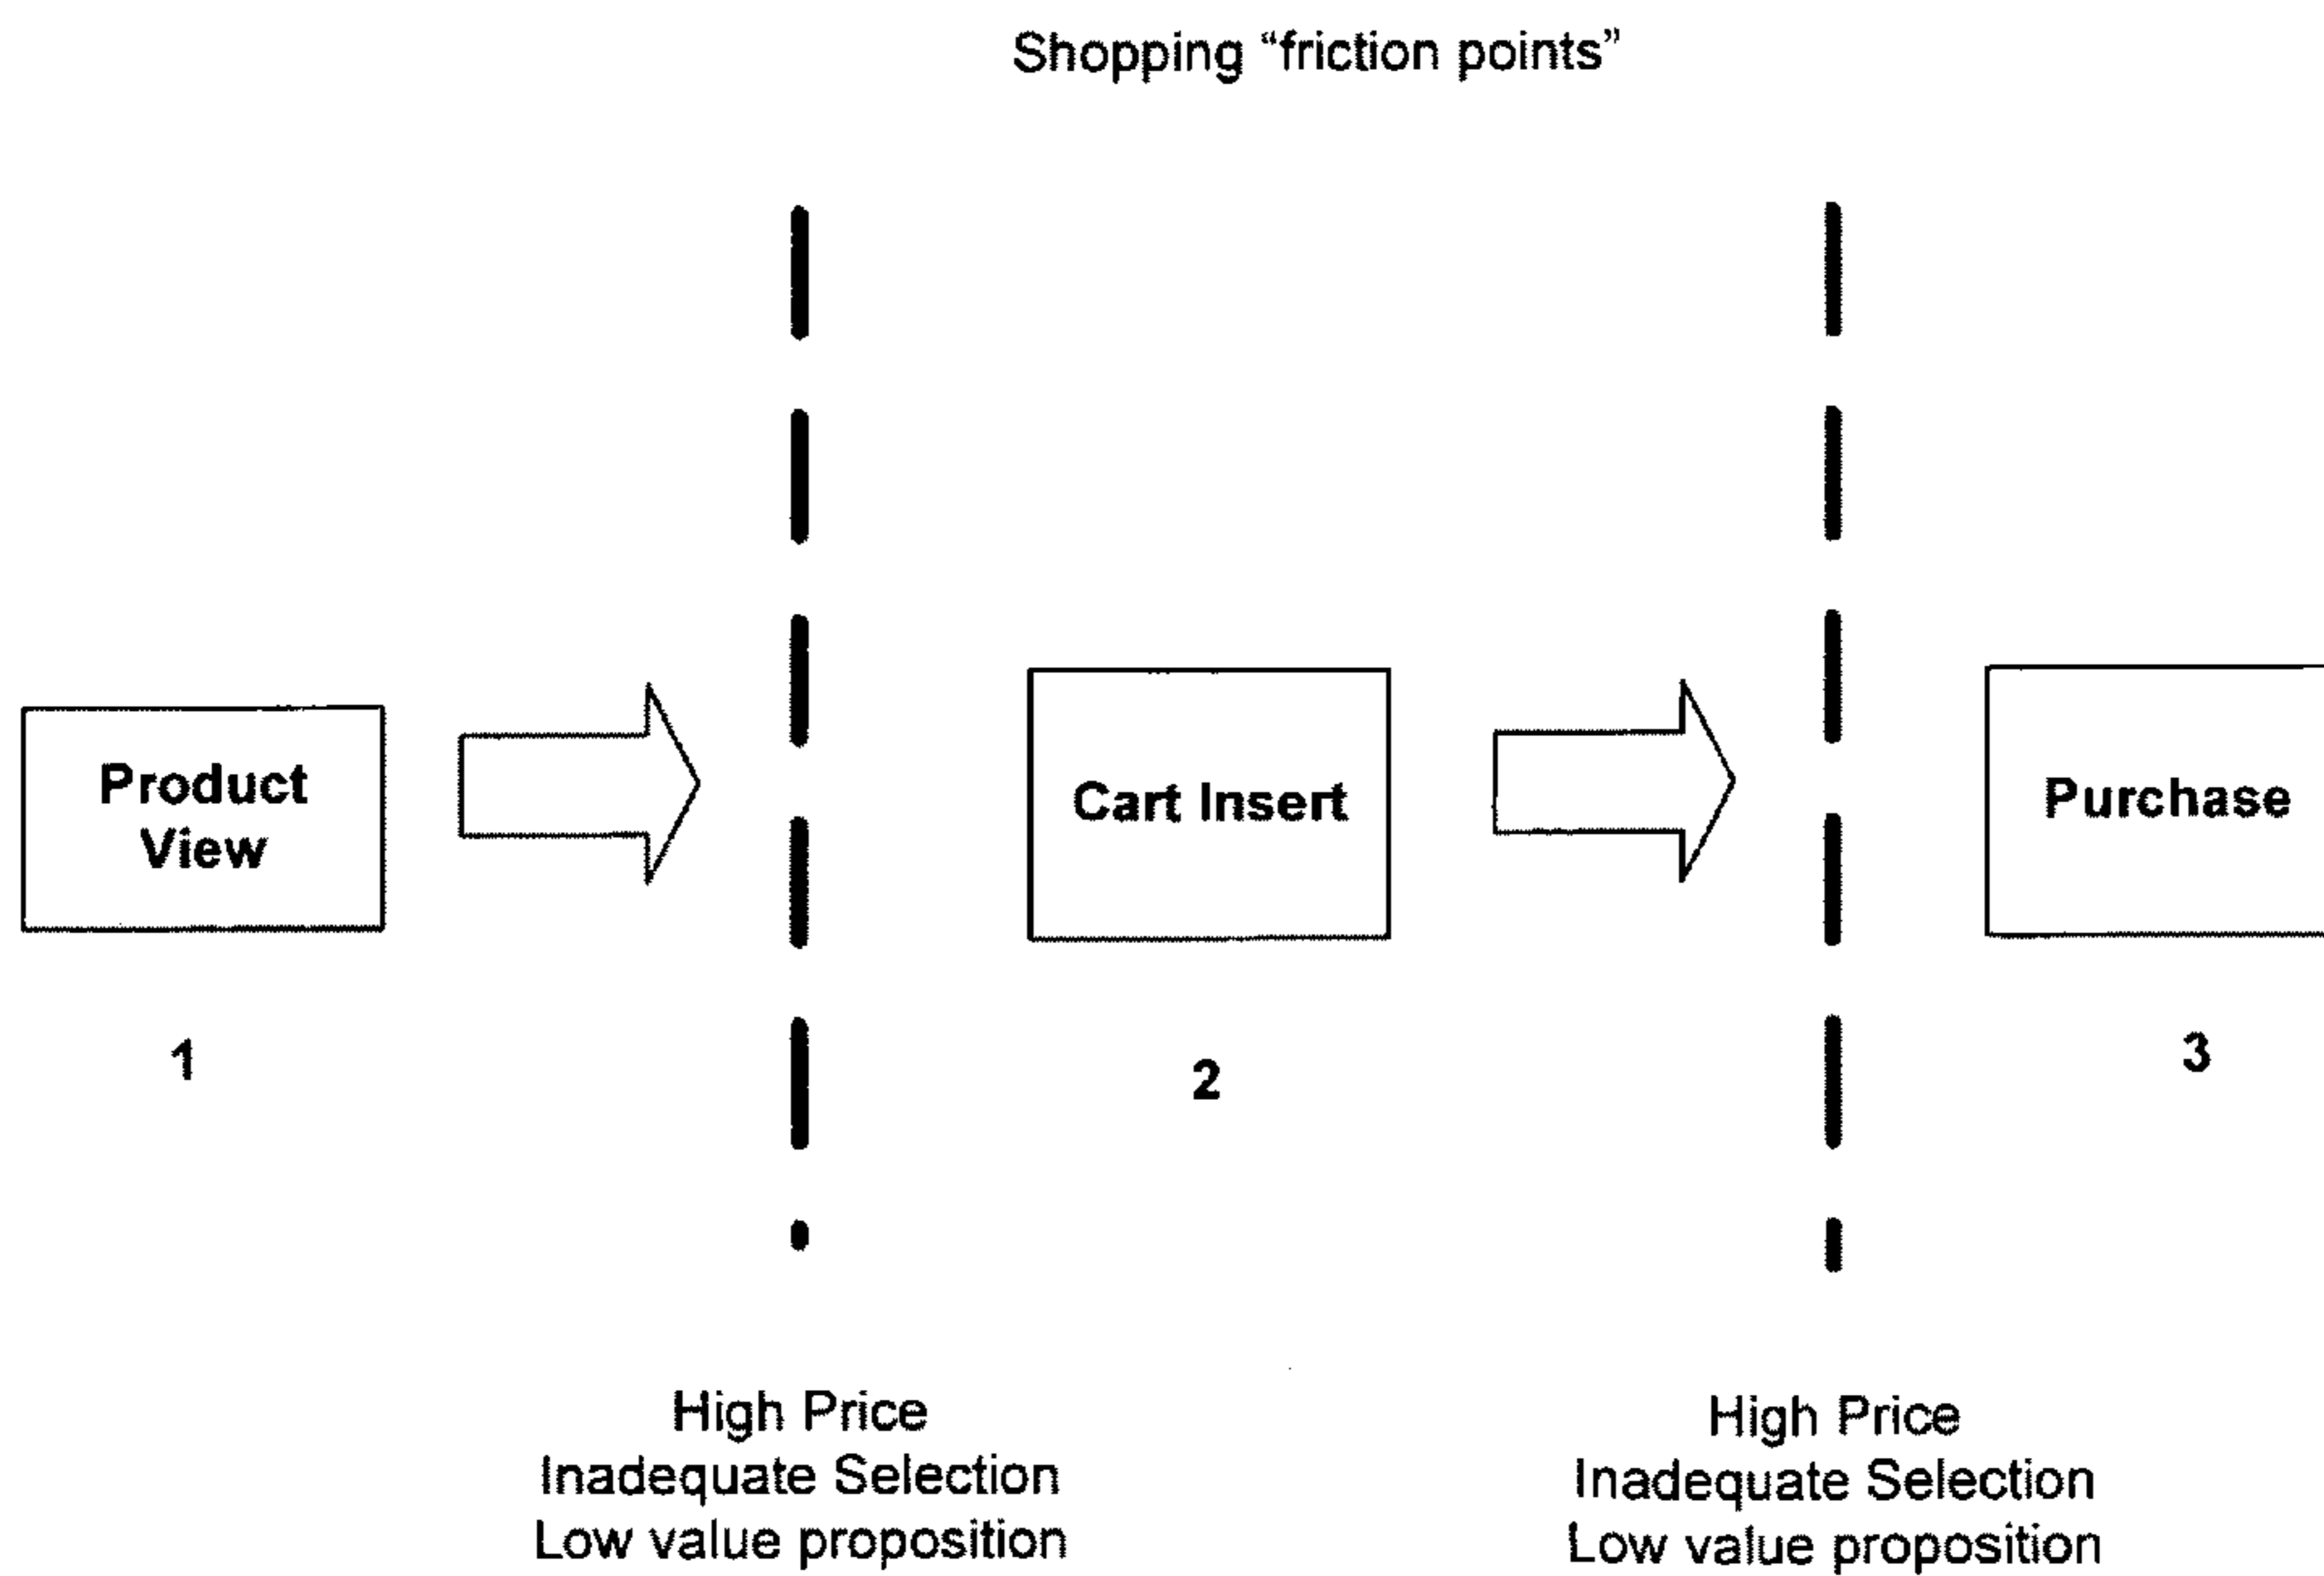 Shopping “friction points”
Product
View
Cart Insert
Purchase
1
2
3
High Price
Inadequate Selection
Low value proposition
High Price
Inadequate Selection
Low value proposition